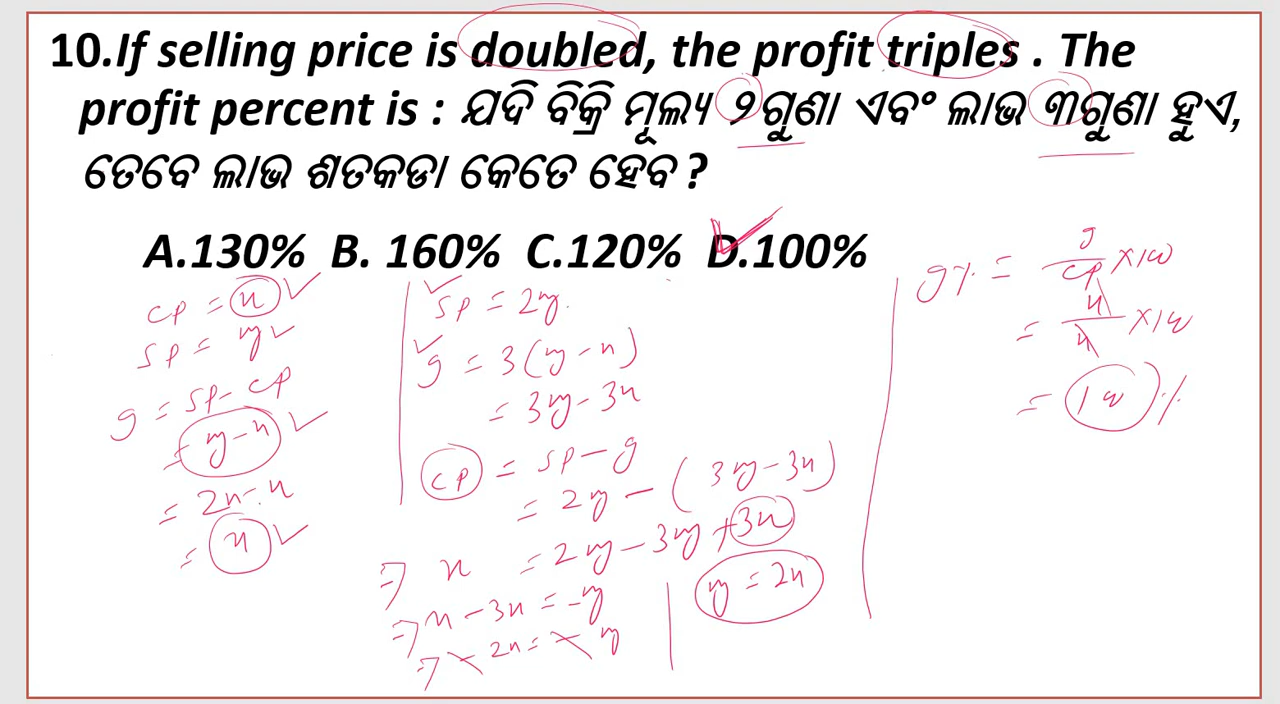 10.If selling price is doubled, the profit triples . The
profit percent is : ଯଦି ବିକ୍ରି ମୂଲ୍ୟ ୨ଗୁଣା ଏବଂ ଲାଭ ୩ଗୁଣା ହୁଏ,
ତେବେ ଲାଭ ଶତକଡା କେତେ ହେବ ?
A.130% B. 160% C.120% D.100%
CP = x
SP = y
g = SP - CP
= y - x
= 2x - x
= x
SP = 2y
g = 3(y - x)
= 3y - 3x
CP = SP - g
= 2y - (3y - 3x)
=> x = 2y - 3y + 3x
=> x - 3x = -y
=> - 2x = - y
y = 2x
g% = g/CP × 100
= x/x × 100
= 100 %